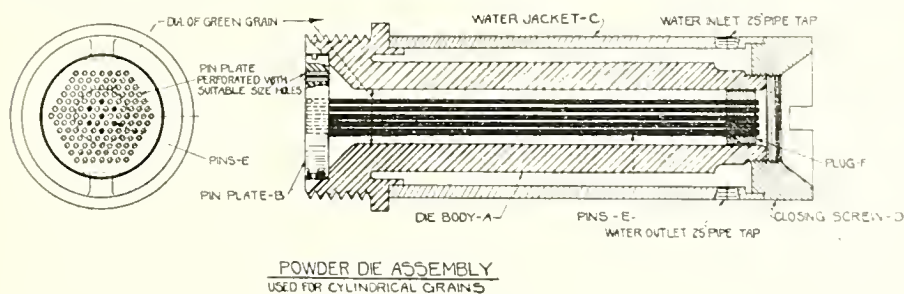 DIA. OF GREEN GRAIN
WATER JACKET-C
WATER INLET 25 PIPE TAP
PIN PLATE
PERFORATED WITH
SUITABLE SIZE HOLES
PINS-E
PLUG-F
PIN PLATE-B
DIE BODY-A
PINS-E
CLOSING SCREW-D
WATER OUTLET 25 PIPE TAP
POWDER DIE ASSEMBLY
USED FOR CYLINDRICAL GRAINS